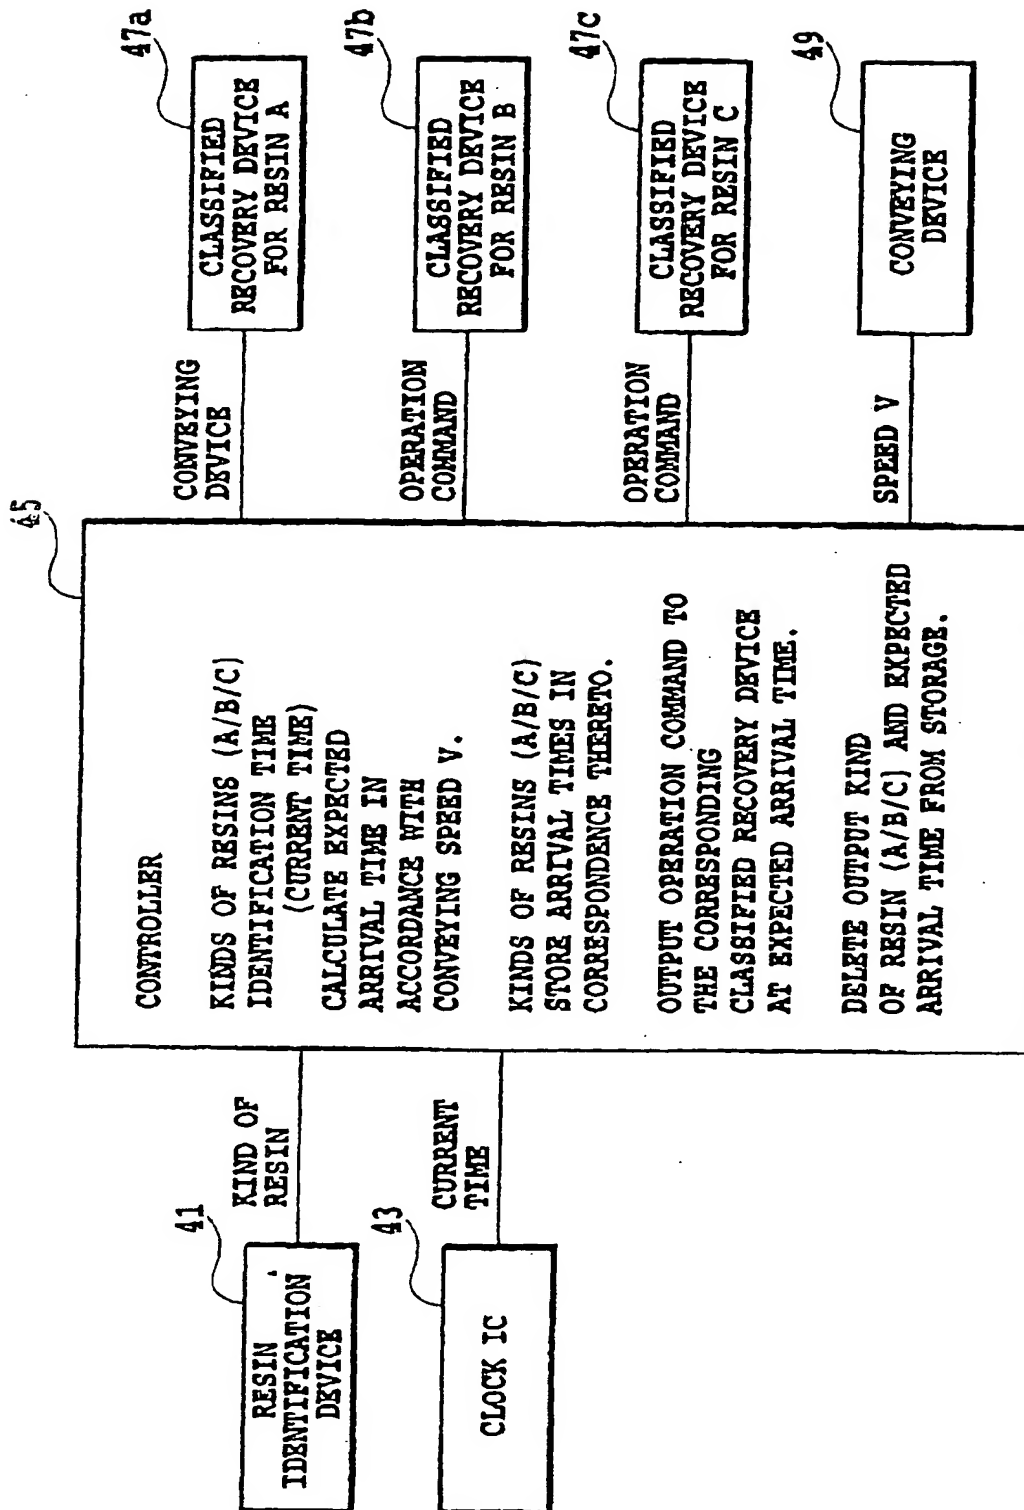 41
RESIN
IDENTIFICATION
DEVICE
KIND OF
RESIN
43
CLOCK IC
CURRENT
TIME
45
CONTROLLER
KINDS OF RESINS (A/B/C)
IDENTIFICATION TIME
(CURRENT TIME)
CALCULATE EXPECTED
ARRIVAL TIME IN
ACCORDANCE WITH
CONVEYING SPEED V.
KINDS OF RESINS (A/B/C)
STORE ARRIVAL TIMES IN
CORRESPONDENCE THERETO.
OUTPUT OPERATION COMMAND TO
THE CORRESPONDING
CLASSIFIED RECOVERY DEVICE
AT EXPECTED ARRIVAL TIME.
DELETE OUTPUT KIND
OF RESIN (A/B/C) AND EXPECTED
ARRIVAL TIME FROM STORAGE.
CONVEYING
DEVICE
47a
CLASSIFIED
RECOVERY DEVICE
FOR RESIN A
OPERATION
COMMAND
47b
CLASSIFIED
RECOVERY DEVICE
FOR RESIN B
OPERATION
COMMAND
47c
CLASSIFIED
RECOVERY DEVICE
FOR RESIN C
SPEED V
49
CONVEYING
DEVICE